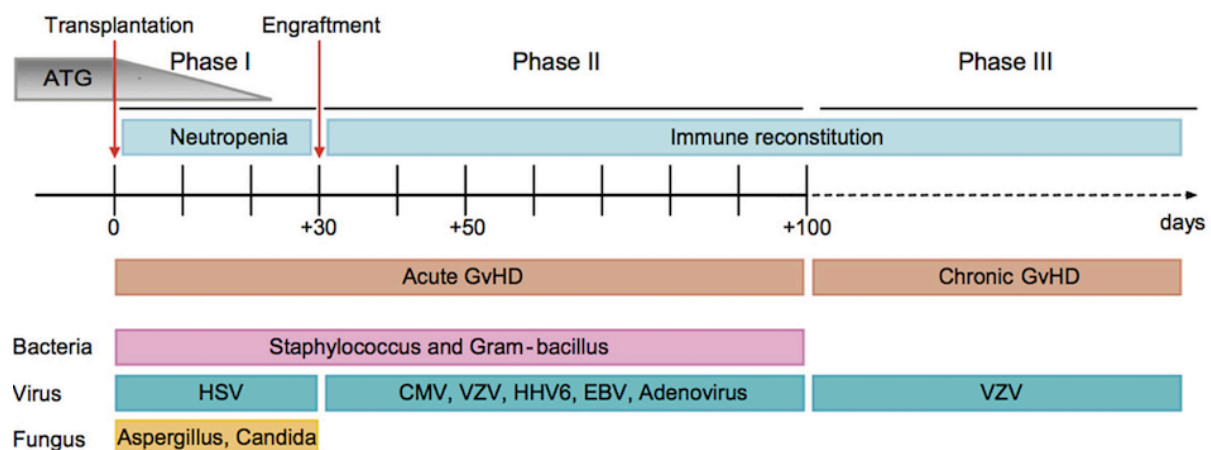 Transplantation Engraftment
ATG Phase I Phase II Phase III
Neutropenia Immune reconstitution
0 +30 +50 +100 days
Acute GvHD Chronic GvHD
Bacteria Staphylococcus and Gram-bacillus
Virus HSV CMV, VZV, HHV6, EBV, Adenovirus VZV
Fungus Aspergillus, Candida